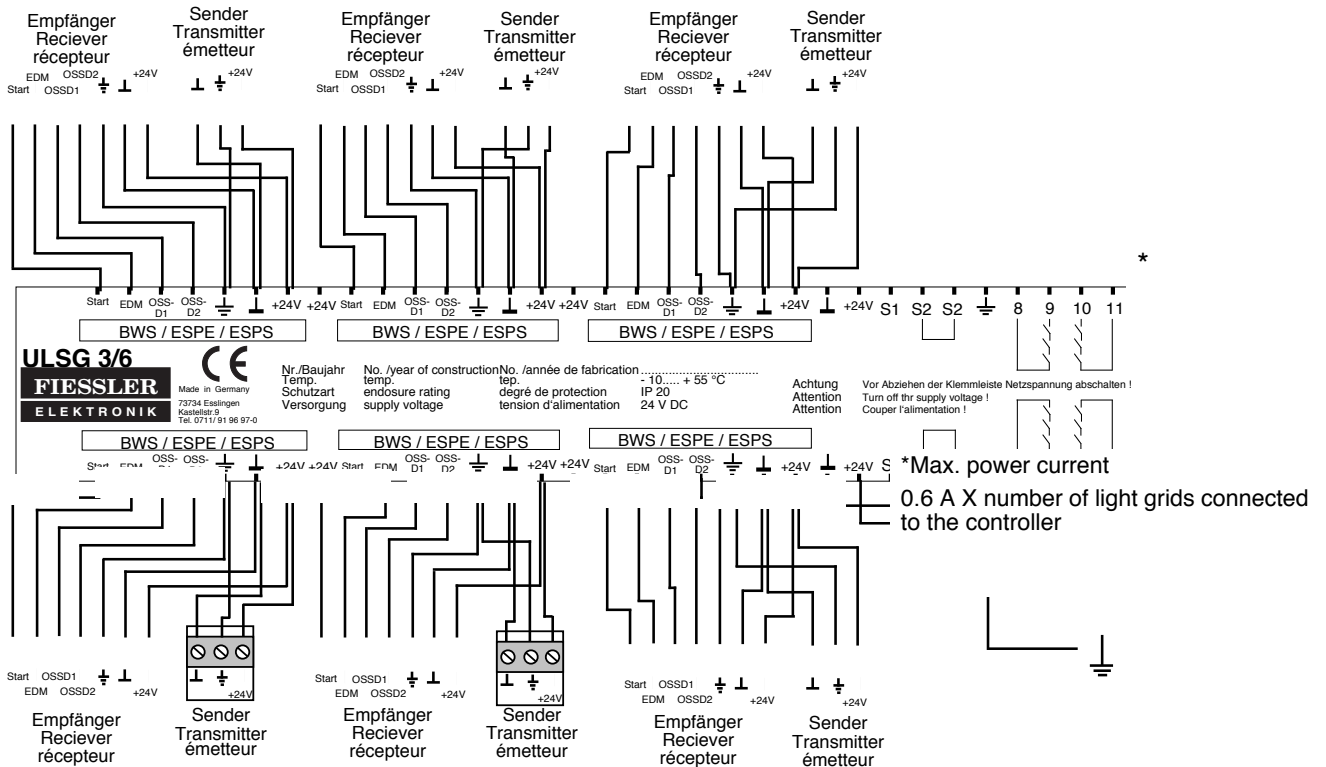 Empfänger
Reciever
récepteur
Sender
Transmitter
émetteur
Empfänger
Reciever
récepteur
Sender
Transmitter
émetteur
Empfänger
Reciever
récepteur
Sender
Transmitter
émetteur
EDM OSSD2 +24V
Start OSSD1
+24V
EDM OSSD2 +24V
Start OSSD1
+24V
EDM OSSD2 +24V
Start OSSD1
+24V
*
Start EDM OSS-D1 OSS-D2 +24V +24V Start EDM OSS-D1 OSS-D2 +24V +24V Start EDM OSS-D1 OSS-D2 +24V +24V S1 S2 S2 8 9 10 11
BWS / ESPE / ESPS BWS / ESPE / ESPS BWS / ESPE / ESPS
ULSG 3/6
FIESSLER
ELEKTRONIK
CE
Made in Germany
73734 Esslingen
Kastellstr.9
Tel. 0711/ 91 96 97-0
Nr./Baujahr No. /year of construction No. /année de fabrication ..................................
Temp. temp. tep. - 10..... + 55 °C
Schutzart endosure rating degré de protection IP 20
Versorgung supply voltage tension d'alimentation 24 V DC
Achtung Vor Abziehen der Klemmleiste Netzspannung abschalten !
Attention Turn off thr supply voltage !
Attention Couper l'alimentation !
BWS / ESPE / ESPS BWS / ESPE / ESPS BWS / ESPE / ESPS
Start EDM OSS-D1 OSS-D2 +24V +24V Start EDM OSS-D1 OSS-D2 +24V +24V Start EDM OSS-D1 OSS-D2 +24V +24V S
*Max. power current
0.6 A X number of light grids connected
to the controller
Start OSSD1
EDM OSSD2 +24V
+24V
Start OSSD1
EDM OSSD2 +24V
+24V
Start OSSD1
EDM OSSD2 +24V
+24V
Empfänger
Reciever
récepteur
Sender
Transmitter
émetteur
Empfänger
Reciever
récepteur
Sender
Transmitter
émetteur
Empfänger
Reciever
récepteur
Sender
Transmitter
émetteur